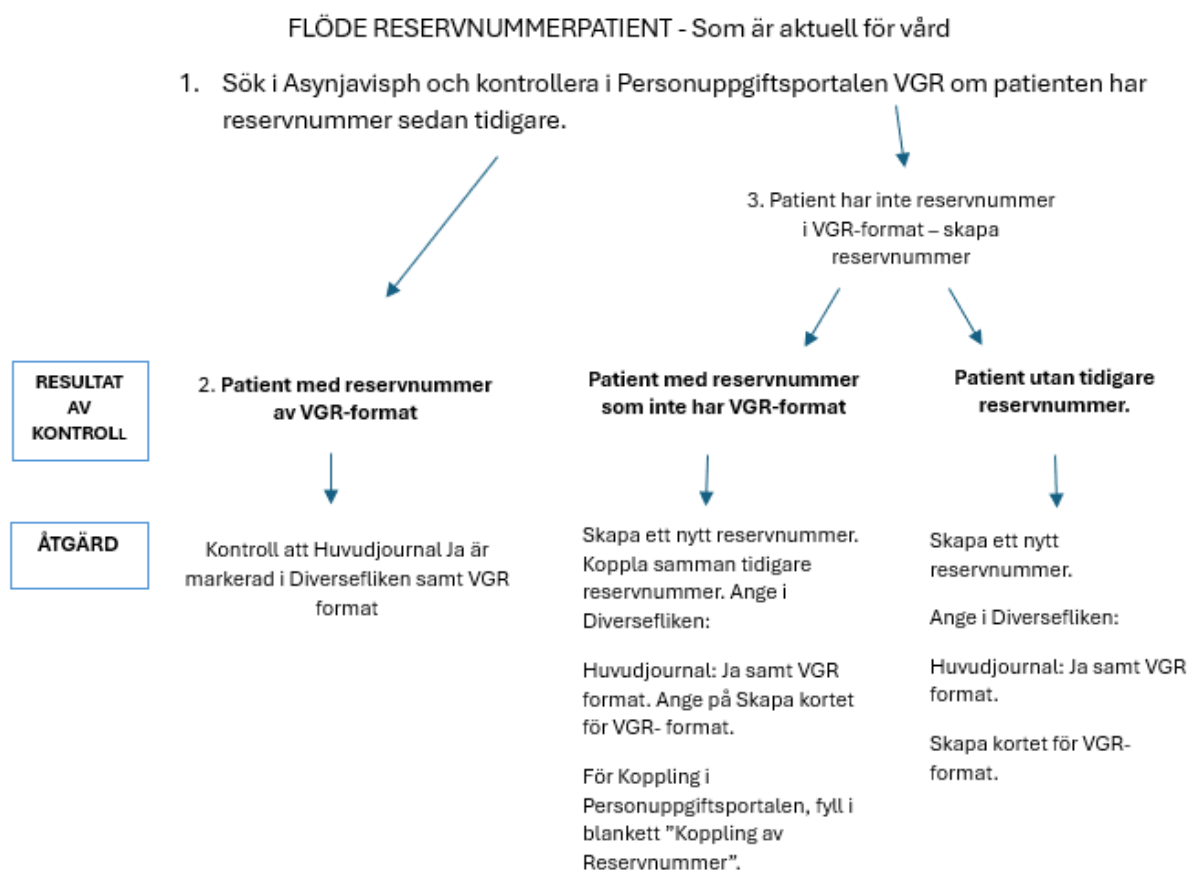 FLÖDE RESERVNUMMERPATIENT - Som är aktuell för vård
1. Sök i Asynjavisph och kontrollera i Personuppgiftsportalen VGR om patienten har
reservnummer sedan tidigare.
3. Patient har inte reservnummer
i VGR-format – skapa
reservnummer
RESULTAT
AV
KONTROLL
2. Patient med reservnummer
av VGR-format
Patient med reservnummer
som inte har VGR-format
Patient utan tidigare
reservnummer.
ÅTGÄRD
Kontroll att Huvudjournal Ja är
markerad i Diversefliken samt VGR
format
Skapa ett nytt reservnummer.
Koppla samman tidigare
reservnummer. Ange i
Diversefliken:
Huvudjournal: Ja samt VGR
format. Ange på Skapa kortet
för VGR- format.
För Koppling i
Personuppgiftsportalen, fyll i
blankett ”Koppling av
Reservnummer”.
Skapa ett nytt
reservnummer.
Ange i Diversefliken:
Huvudjournal: Ja samt VGR
format.
Skapa kortet för VGR-
format.